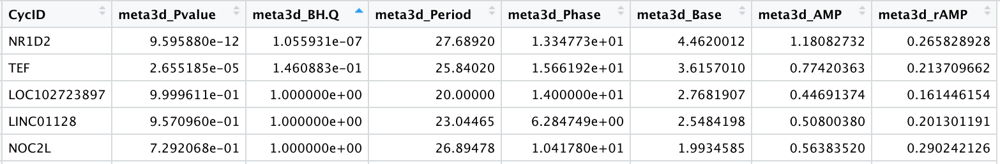 CycID meta3d_Pvalue meta3d_BH.Q meta3d_Period meta3d_Phase meta3d_Base meta3d_AMP meta3d_rAMP
NR1D2 9.595880e-12 1.055931e-07 27.68920 1.334773e+01 4.4620012 1.18082732 0.265828928
TEF 2.655185e-05 1.460883e-01 25.84020 1.566192e+01 3.6157010 0.77420363 0.213709662
LOC102723897 9.999611e-01 1.000000e+00 20.00000 1.400000e+01 2.7681907 0.44691374 0.161446154
LINC01128 9.570960e-01 1.000000e+00 23.04465 6.284749e+00 2.5484198 0.50800380 0.201301191
NOC2L 7.292068e-01 1.000000e+00 26.89478 1.041780e+01 1.9934585 0.56383520 0.290242126